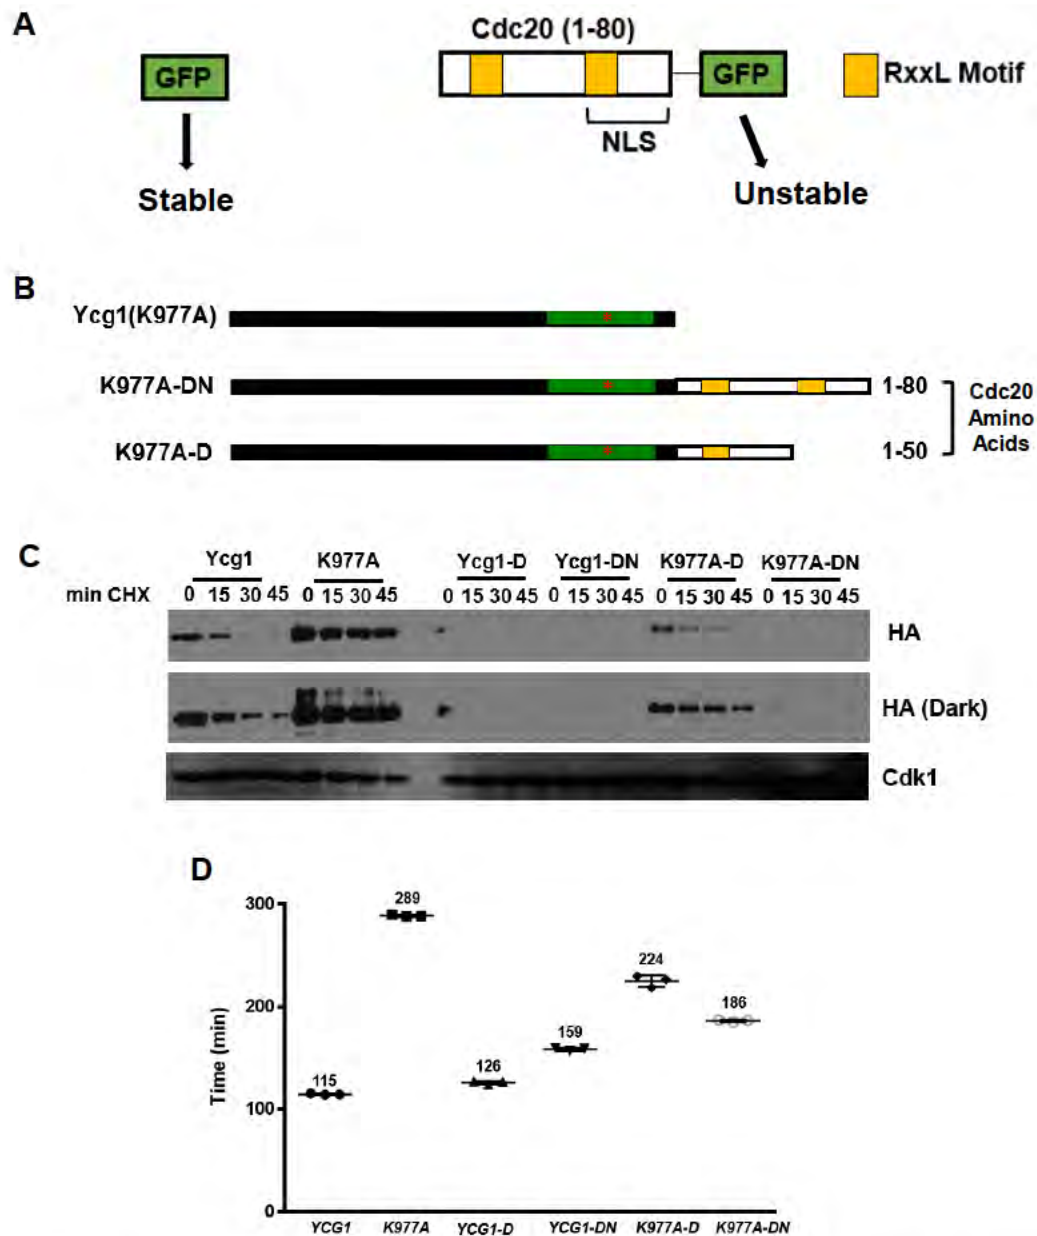 A
Cdc20 (1-80)
GFP
GFP
RxxL Motif
NLS
Stable
Unstable
B
Ycg1(K977A)
K977A-DN
1-80
Cdc20
Amino
Acids
K977A-D
1-50
C
Ycg1
K977A
Ycg1-D
Ycg1-DN
K977A-D
K977A-DN
min CHX
0 15 30 45
0 15 30 45
0 15 30 45
0 15 30 45
0 15 30 45
0 15 30 45
HA
HA (Dark)
Cdk1
D
Time (min)
300
200
100
0
115
289
126
159
224
186
YCG1
K977A
YCG1-D
YCG1-DN
K977A-D
K977A-DN